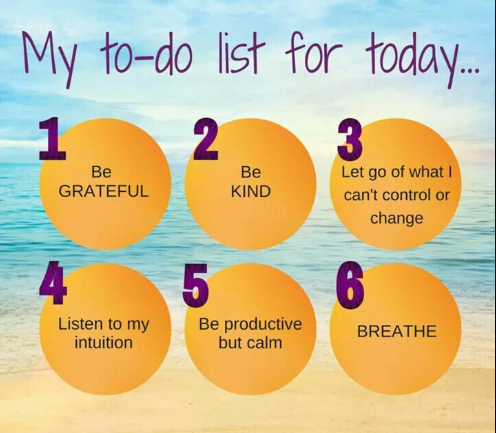 My to-do list for today...
1
Be
GRATEFUL
2
Be
KIND
3
Let go of what I
can't control or
change
4
Listen to my
intuition
5
Be productive
but calm
6
BREATHE